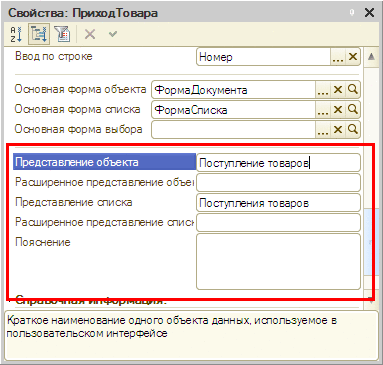 Свойства: ПриходТовара
Ввод по строке Номер
Основная форма объекта ФормаДокумента
Основная форма списка ФормаСписка
Основная форма выбора
Представление объекта Поступление товаров
Расширенное представление объек
Представление списка Поступления товаров
Расширенное представление списк
Пояснение
Справочная информация:
Краткое наименование одного объекта данных, используемое в
пользовательском интерфейсе